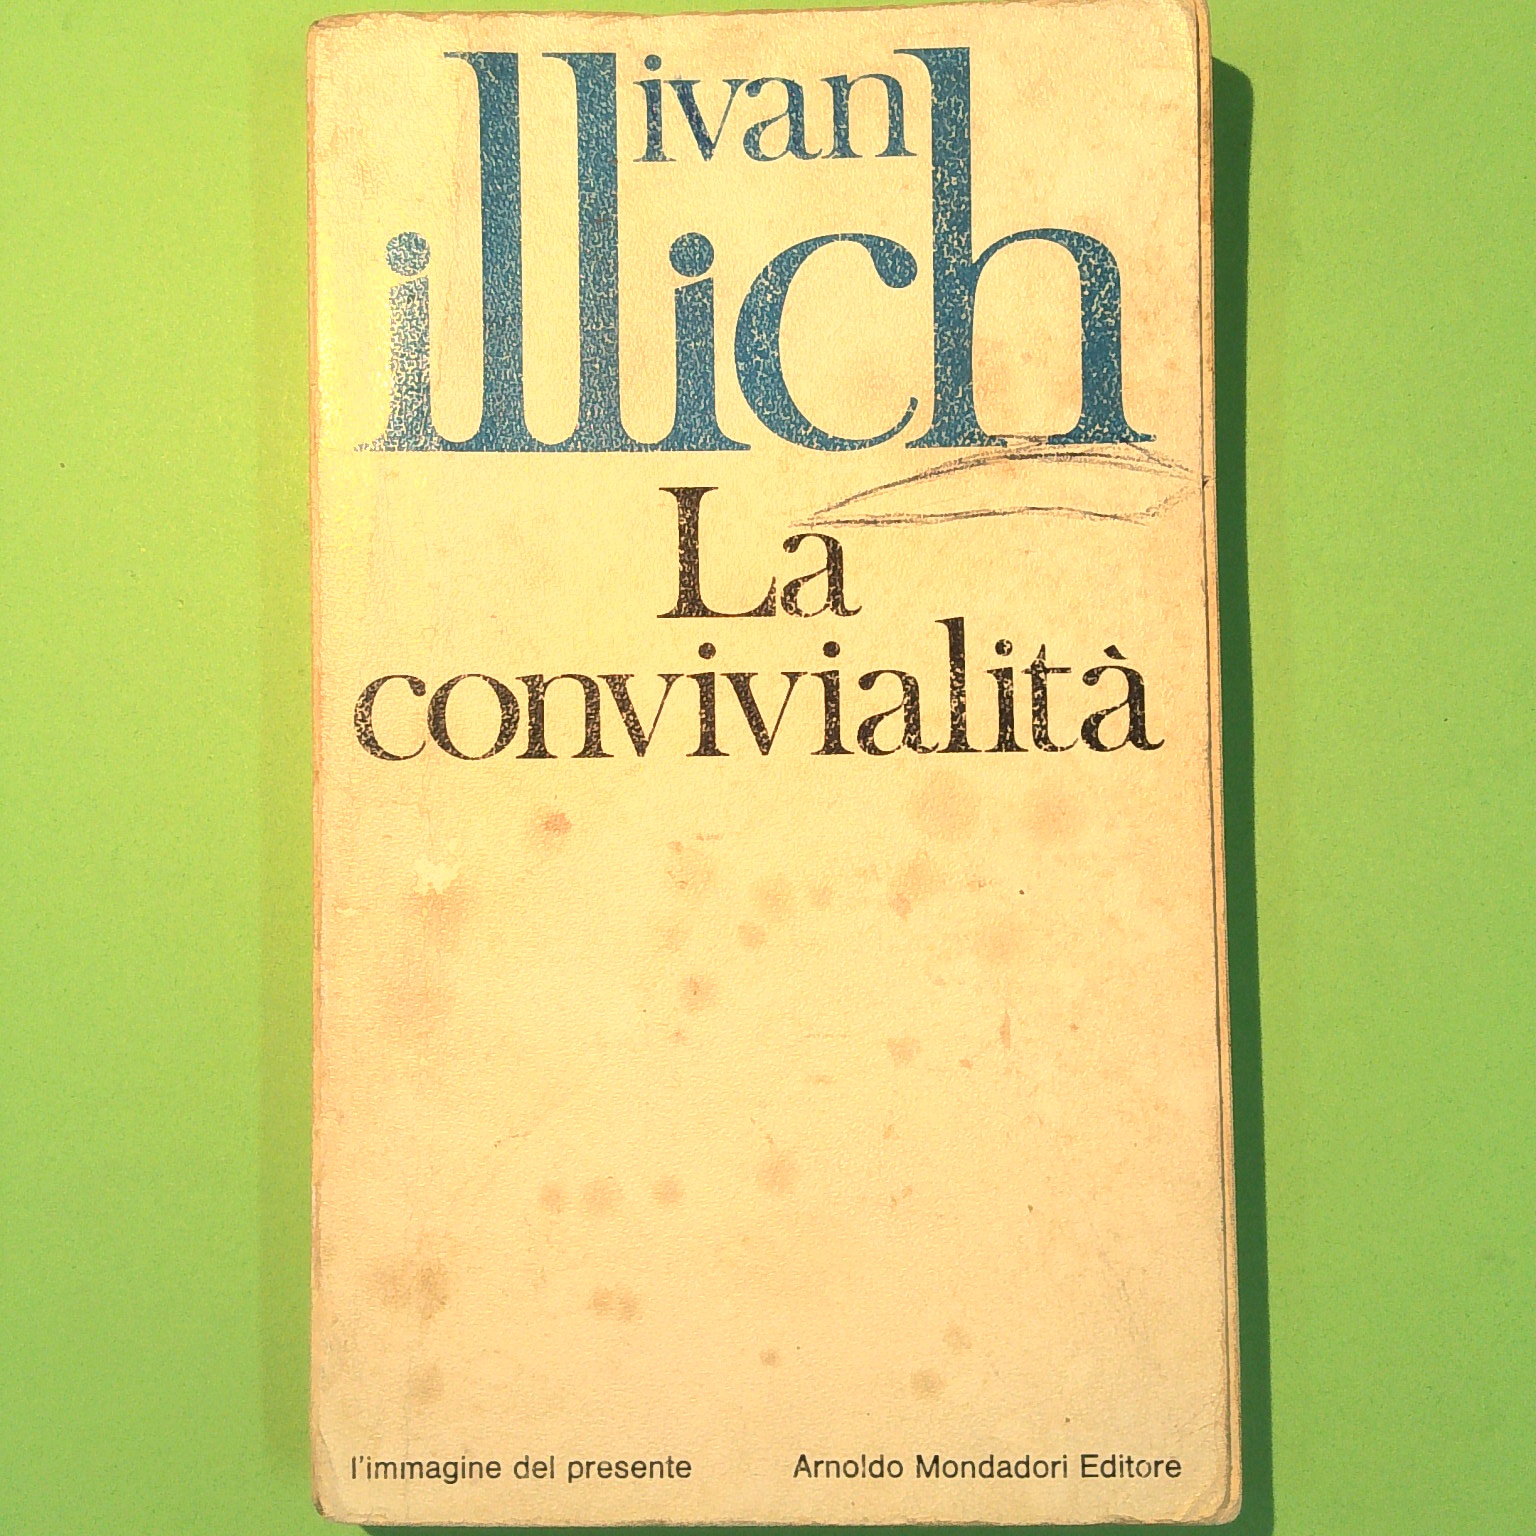 ivan
illich
La
convivialità
l'immagine del presente
Arnoldo Mondadori Editore